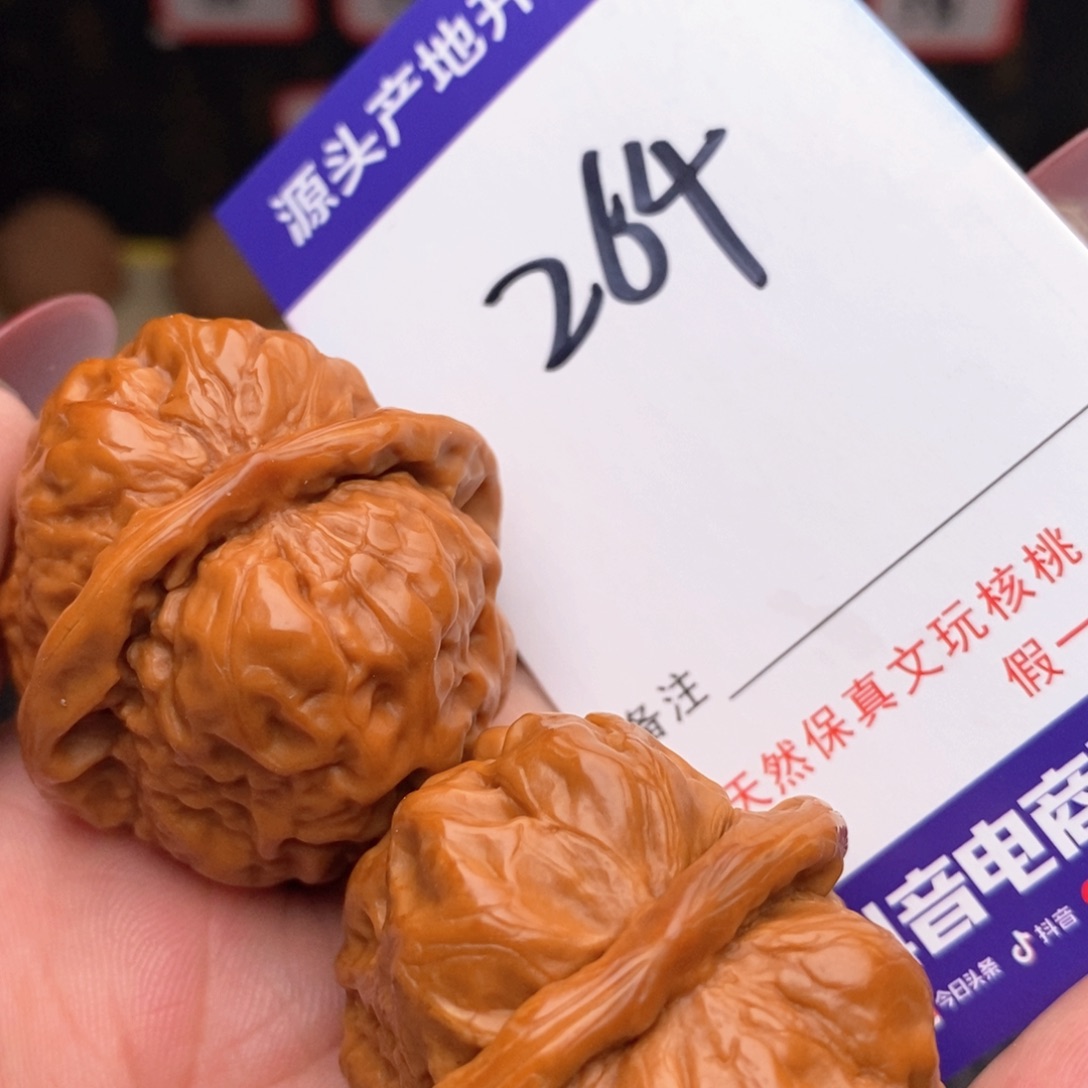 源头产地
264
备注
天然保真文玩核桃
假一
抖音电商
今日头条 抖音